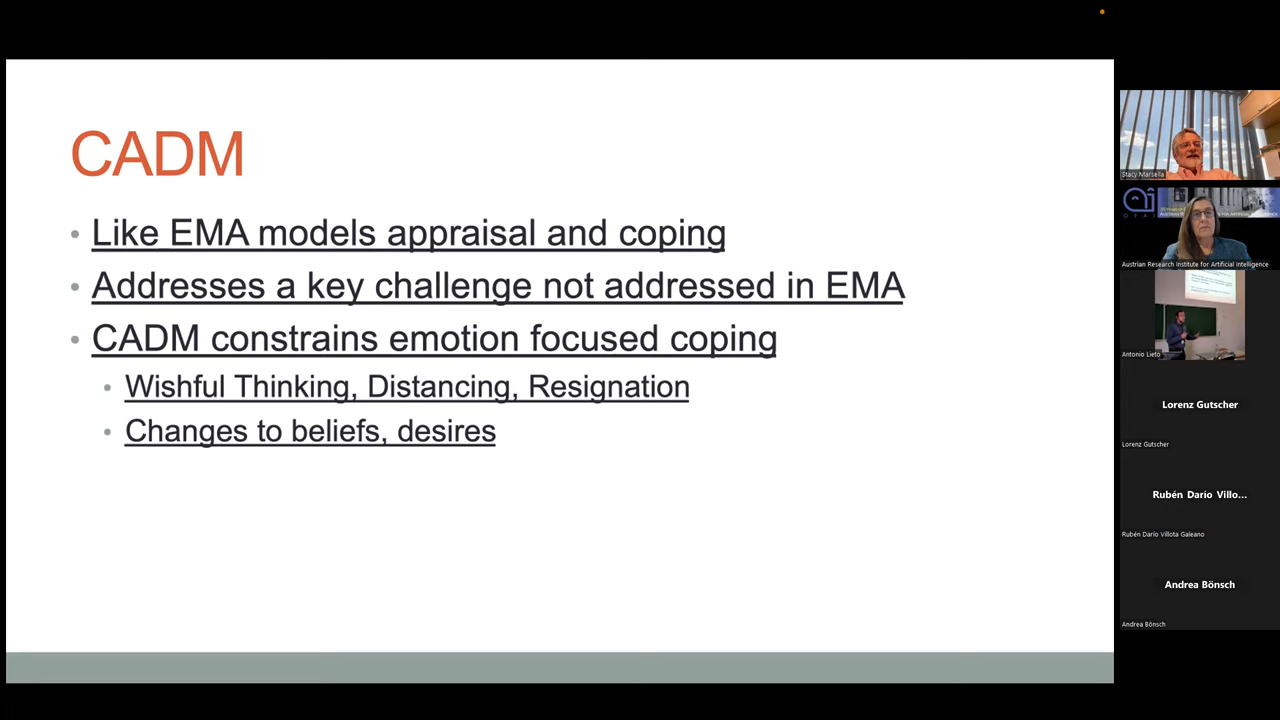 CADM
• Like EMA models appraisal and coping
• Addresses a key challenge not addressed in EMA
• CADM constrains emotion focused coping
• Wishful Thinking, Distancing, Resignation
• Changes to beliefs, desires
Stacy Marsella
Austrian Research Institute for Artificial Intelligence
Antonio Lieto
Lorenz Gutscher
Lorenz Gutscher
Rubén Darío Villo...
Rubén Darío Villota Galeano
Andrea Bönsch
Andrea Bönsch